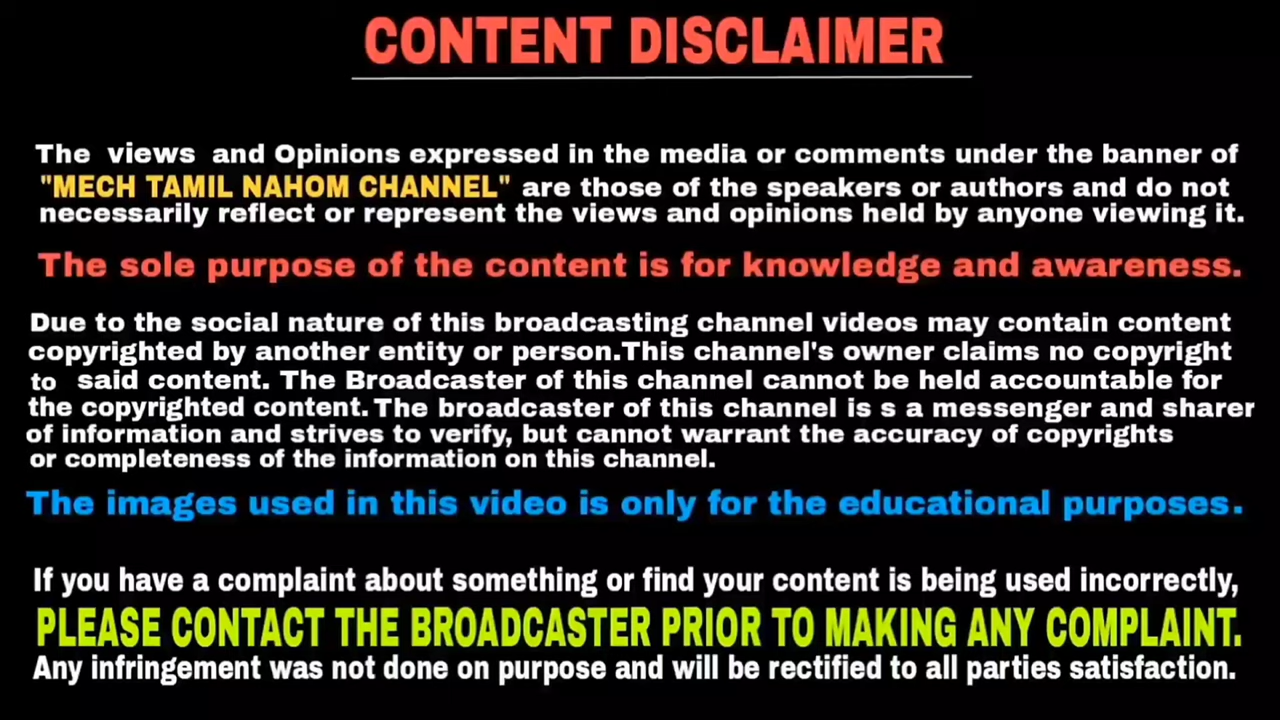 CONTENT DISCLAIMER
The views and Opinions expressed in the media or comments under the banner of
"MECH TAMIL NAHOM CHANNEL" are those of the speakers or authors and do not
necessarily reflect or represent the views and opinions held by anyone viewing it.
The sole purpose of the content is for knowledge and awareness.
Due to the social nature of this broadcasting channel videos may contain content
copyrighted by another entity or person.This channel's owner claims no copyright
to said content. The Broadcaster of this channel cannot be held accountable for
the copyrighted content. The broadcaster of this channel is s a messenger and sharer
of information and strives to verify, but cannot warrant the accuracy of copyrights
or completeness of the information on this channel.
The images used in this video is only for the educational purposes.
If you have a complaint about something or find your content is being used incorrectly,
PLEASE CONTACT THE BROADCASTER PRIOR TO MAKING ANY COMPLAINT.
Any infringement was not done on purpose and will be rectified to all parties satisfaction.